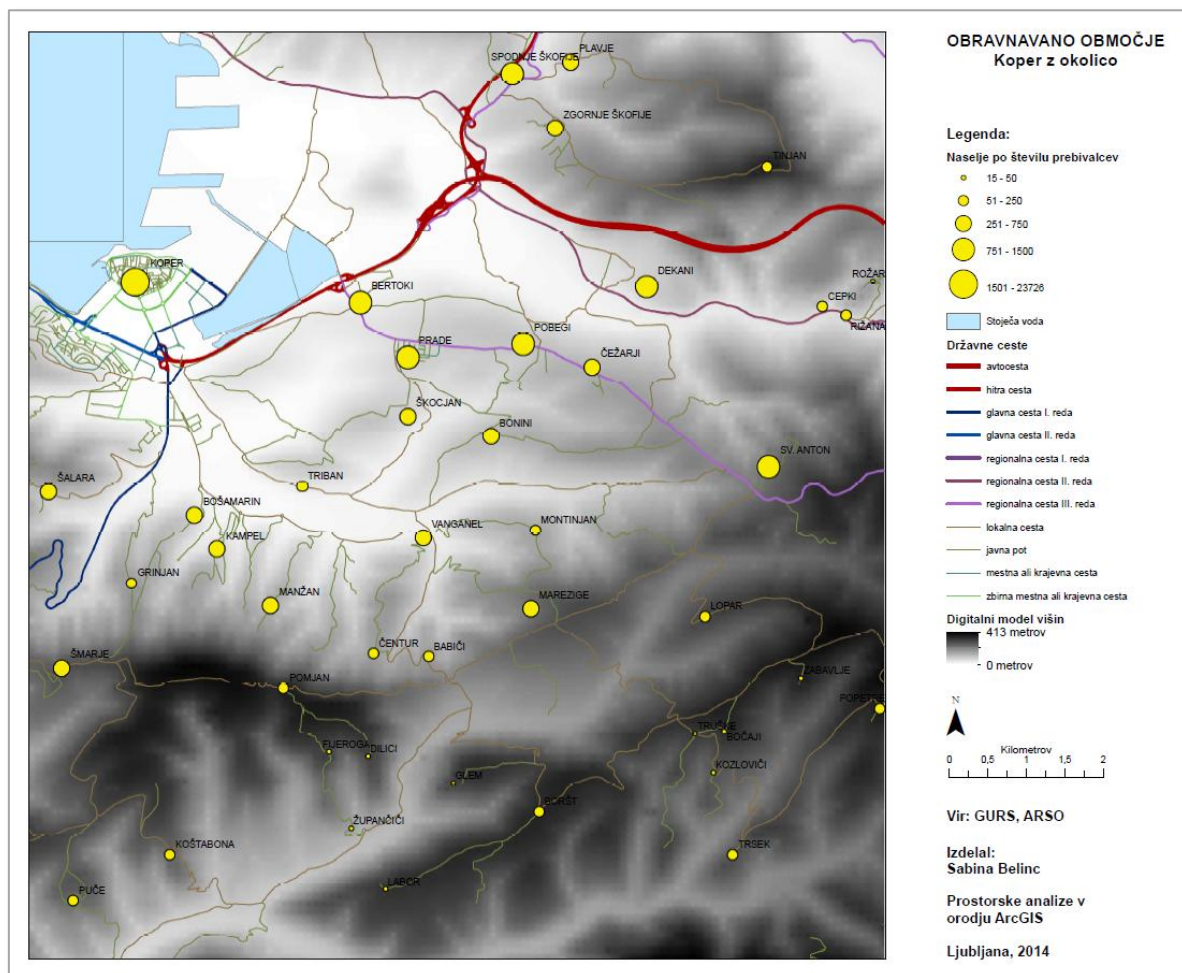 PLAVJE
SPODNJE ŠKOFIJE
ZGORNJE ŠKOFIJE
TINJAN
KOPER
DEKANI
ROŽAR
BERTOKI
CEPKI
RIŽANA
POBEGI
PRADE
ČEŽARJI
ŠKOCJAN
BONINI
SV. ANTON
ŠALARA
TRIBAN
BOŠAMARIN
VANGANEL
MONTINJAN
KAMPEL
GRINJAN
MANŽAN
MAREZIGE
LOPAR
ČENTUR
BABIČI
ŠMARJE
ZABAVLJE
POMJAN
POPETRE
TRUŠKE
BOČAJI
FIJEROGA
DILICI
KOZLOVIČI
GLEM
BORŠT
ŽUPANČIČI
KOŠTABONA
TRSEK
LABOR
PUČE
OBRAVNAVANO OBMOČJE
Koper z okolico
Legenda:
Naselje po številu prebivalcev
15 - 50
51 - 250
251 - 750
751 - 1500
1501 - 23726
Stoječa voda
Državne ceste
avtocesta
hitra cesta
glavna cesta I. reda
glavna cesta II. reda
regionalna cesta I. reda
regionalna cesta II. reda
regionalna cesta III. reda
lokalna cesta
javna pot
mestna ali krajevna cesta
zbirna mestna ali krajevna cesta
Digitalni model višin
413 metrov
0 metrov
N
Kilometrov
0 0,5 1 2
Vir: GURS, ARSO
Izdelal:
Sabina Belinc
Prostorske analize v
orodju ArcGIS
Ljubljana, 2014